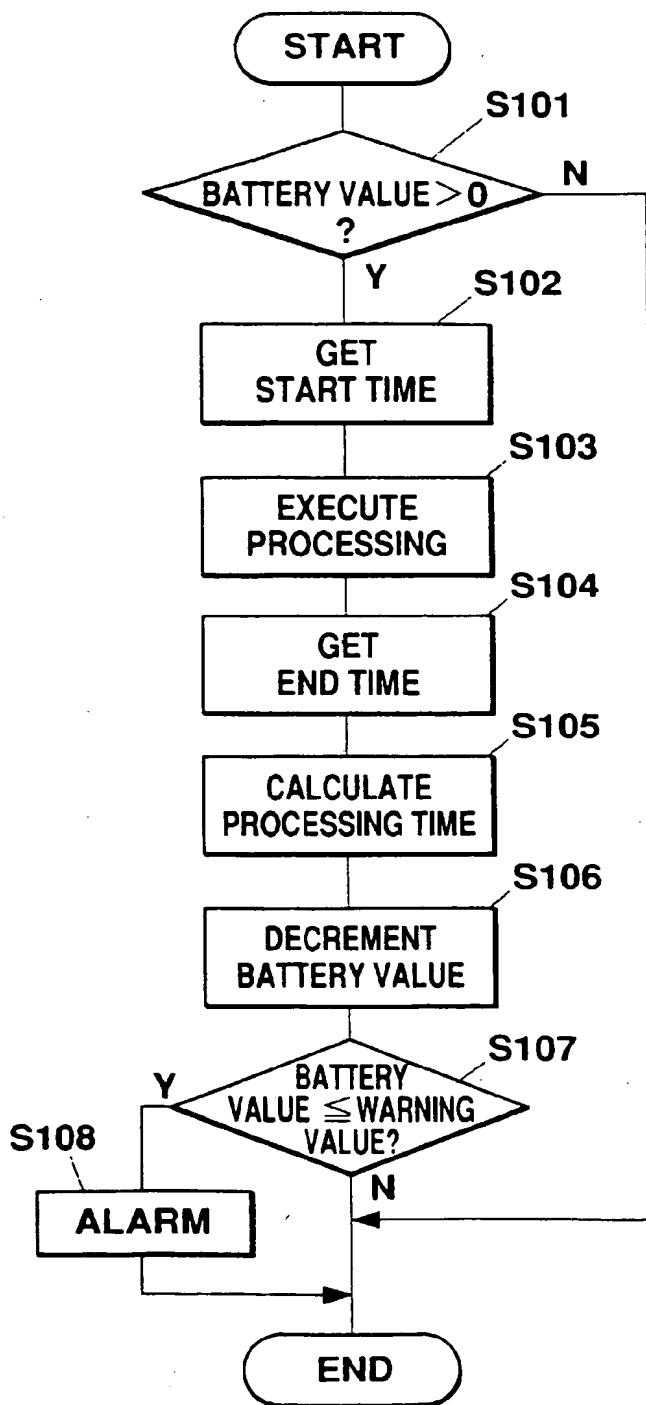 START
S101
BATTERY VALUE > 0
?
N
Y
S102
GET
START TIME
S103
EXECUTE
PROCESSING
S104
GET
END TIME
S105
CALCULATE
PROCESSING TIME
S106
DECREMENT
BATTERY VALUE
S107
BATTERY
VALUE ≦ WARNING
VALUE?
Y
N
S108
ALARM
END